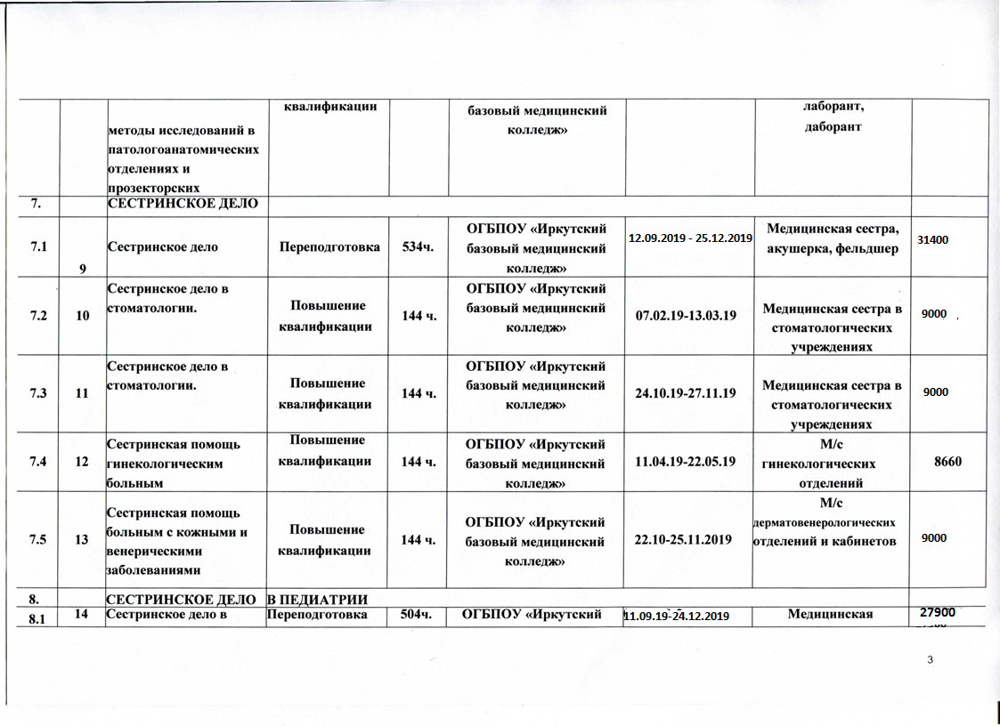 квалификации
базовый медицинский
колледж»
лаборант,
даборант
методы исследований в
патологоанатомических
отделениях и
прозекторских
7.
СЕСТРИНСКОЕ ДЕЛО
7.1
9
Сестринское дело
Переподготовка
534ч.
ОГБПОУ «Иркутский
базовый медицинский
колледж»
12.09.2019 - 25.12.2019
Медицинская сестра,
акушерка, фельдшер
31400
7.2
10
Сестринское дело в
стоматологии.
Повышение
квалификации
144 ч.
ОГБПОУ «Иркутский
базовый медицинский
колледж»
07.02.19-13.03.19
Медицинская сестра в
стоматологических
учреждениях
9000
7.3
11
Сестринское дело в
стоматологии.
Повышение
квалификации
144 ч.
ОГБПОУ «Иркутский
базовый медицинский
колледж»
24.10.19-27.11.19
Медицинская сестра в
стоматологических
учреждениях
9000
7.4
12
Сестринская помощь
гинекологическим
больным
Повышение
квалификации
144 ч.
ОГБПОУ «Иркутский
базовый медицинский
колледж»
11.04.19-22.05.19
М/с
гинекологических
отделений
8660
7.5
13
Сестринская помощь
больным с кожными и
венерическими
заболеваниями
Повышение
квалификации
144 ч.
ОГБПОУ «Иркутский
базовый медицинский
колледж»
22.10-25.11.2019
М/с
дерматовенерологических
отделений и кабинетов
9000
8.
СЕСТРИНСКОЕ ДЕЛО В ПЕДИАТРИИ
8.1
14
Сестринское дело в
Переподготовка
504ч.
ОГБПОУ «Иркутский
11.09.19-24.12.2019
Медицинская
27900
3